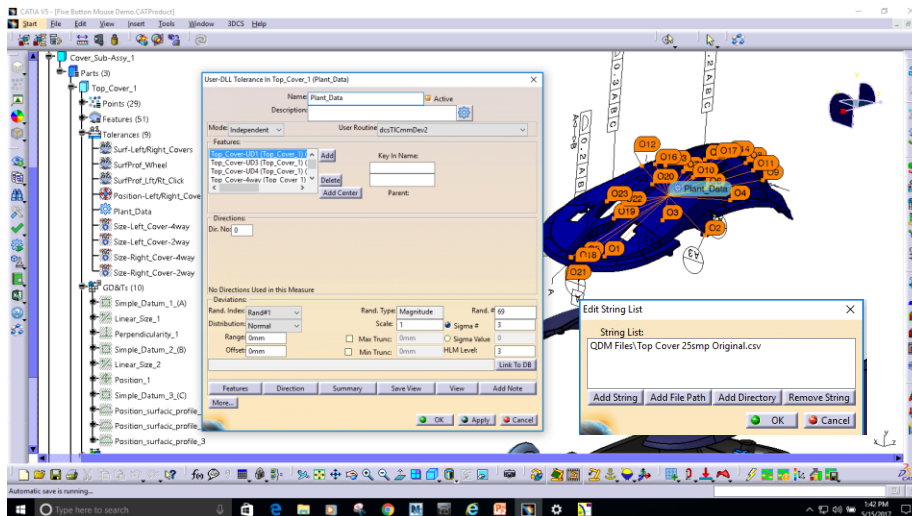 CATIA V5 - [Five Button Mouse Demo.CATProduct]
Start File Edit View Insert Tools Window 3DCS Help
Cover_Sub-Assy_1
Parts (3)
Top_Cover_1
Points (29)
Features (51)
Tolerances (9)
Surf-Left/Right_Covers
SurfProf_Wheel
SurfProf_Lft/Rt_Click
Position-Left/Right_Cove
Plant_Data
Size-Left_Cover-4way
Size-Left_Cover-2way
Size-Right_Cover-4way
Size-Right_Cover-2way
GD&Ts (10)
Simple_Datum_1_(A)
Linear_Size_1
Perpendicularity_1
Simple_Datum_2_(B)
Linear_Size_2
Position_1
Simple_Datum_3_(C)
Position_surfacic_profile_
Position_surfacic_profile_
Position_surfacic_profile_3
User-DLL Tolerance In Top_Cover_1 (Plant_Data)
Name: Plant_Data Active
Description:
Mode: Independent User Routine dcsTlCmmDev2
Features:
Top_Cover-UD1 (Top_Cover_1) (
Top_Cover-UD3 (Top_Cover_1) (
Top_Cover-UD4 (Top_Cover_1) (
Top_Cover-4way (Top_Cover_1)
Add
Key In Name:
Delete
Add Center Parent:
Directions:
Dir. No: 0
No Directions Used in this Measure
Deviations:
Rand. Index: Rand#1 Rand. Type: Magnitude Rand. # 69
Distribution: Normal Scale: 1 Sigma # 3
Range: 0mm Max Trunc: 0mm Sigma Value 0
Offset: 0mm Min Trunc: 0mm HLM Level: 3
Link To DB
Features Direction Summary Save View View Add Note
More...
OK Apply Cancel
0.2 A B
O12
O16
O17
O11
O9
O10
O20
Plant_Data
O4
O23
O22
O19
O3
O2
O1
O18
O21
A
Edit String List
String List:
QDM Files\Top Cover 25smp Original.csv
Add String Add File Path Add Directory Remove String
OK Cancel
Automatic save is running...
Type here to search
1:42 PM
5/15/2017